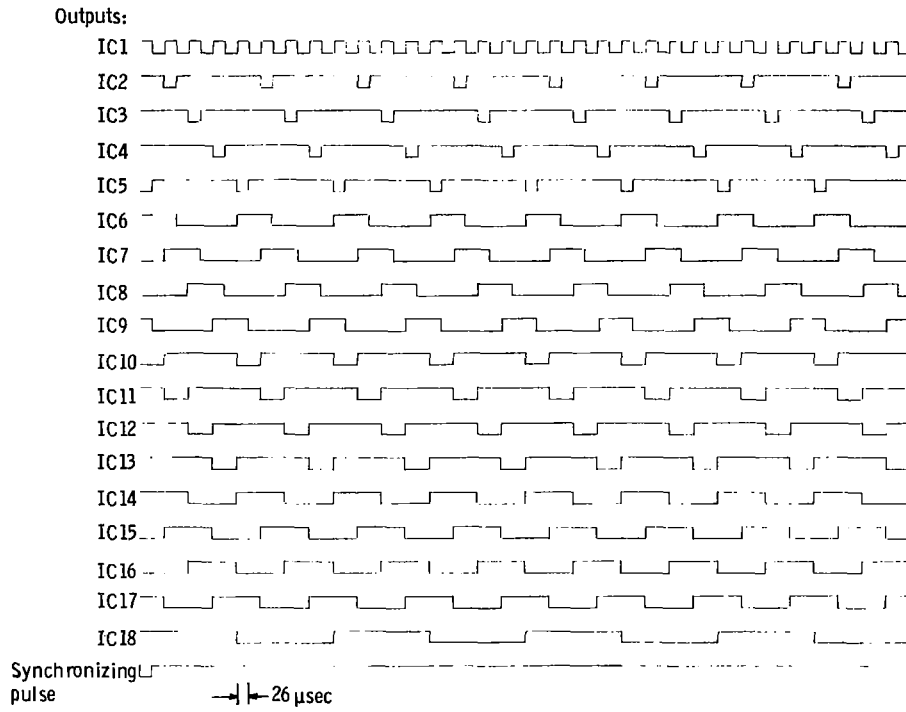 Outputs:
IC1
IC2
IC3
IC4
IC5
IC6
IC7
IC8
IC9
IC10
IC11
IC12
IC13
IC14
IC15
IC16
IC17
IC18
Synchronizing
pulse
26 μsec